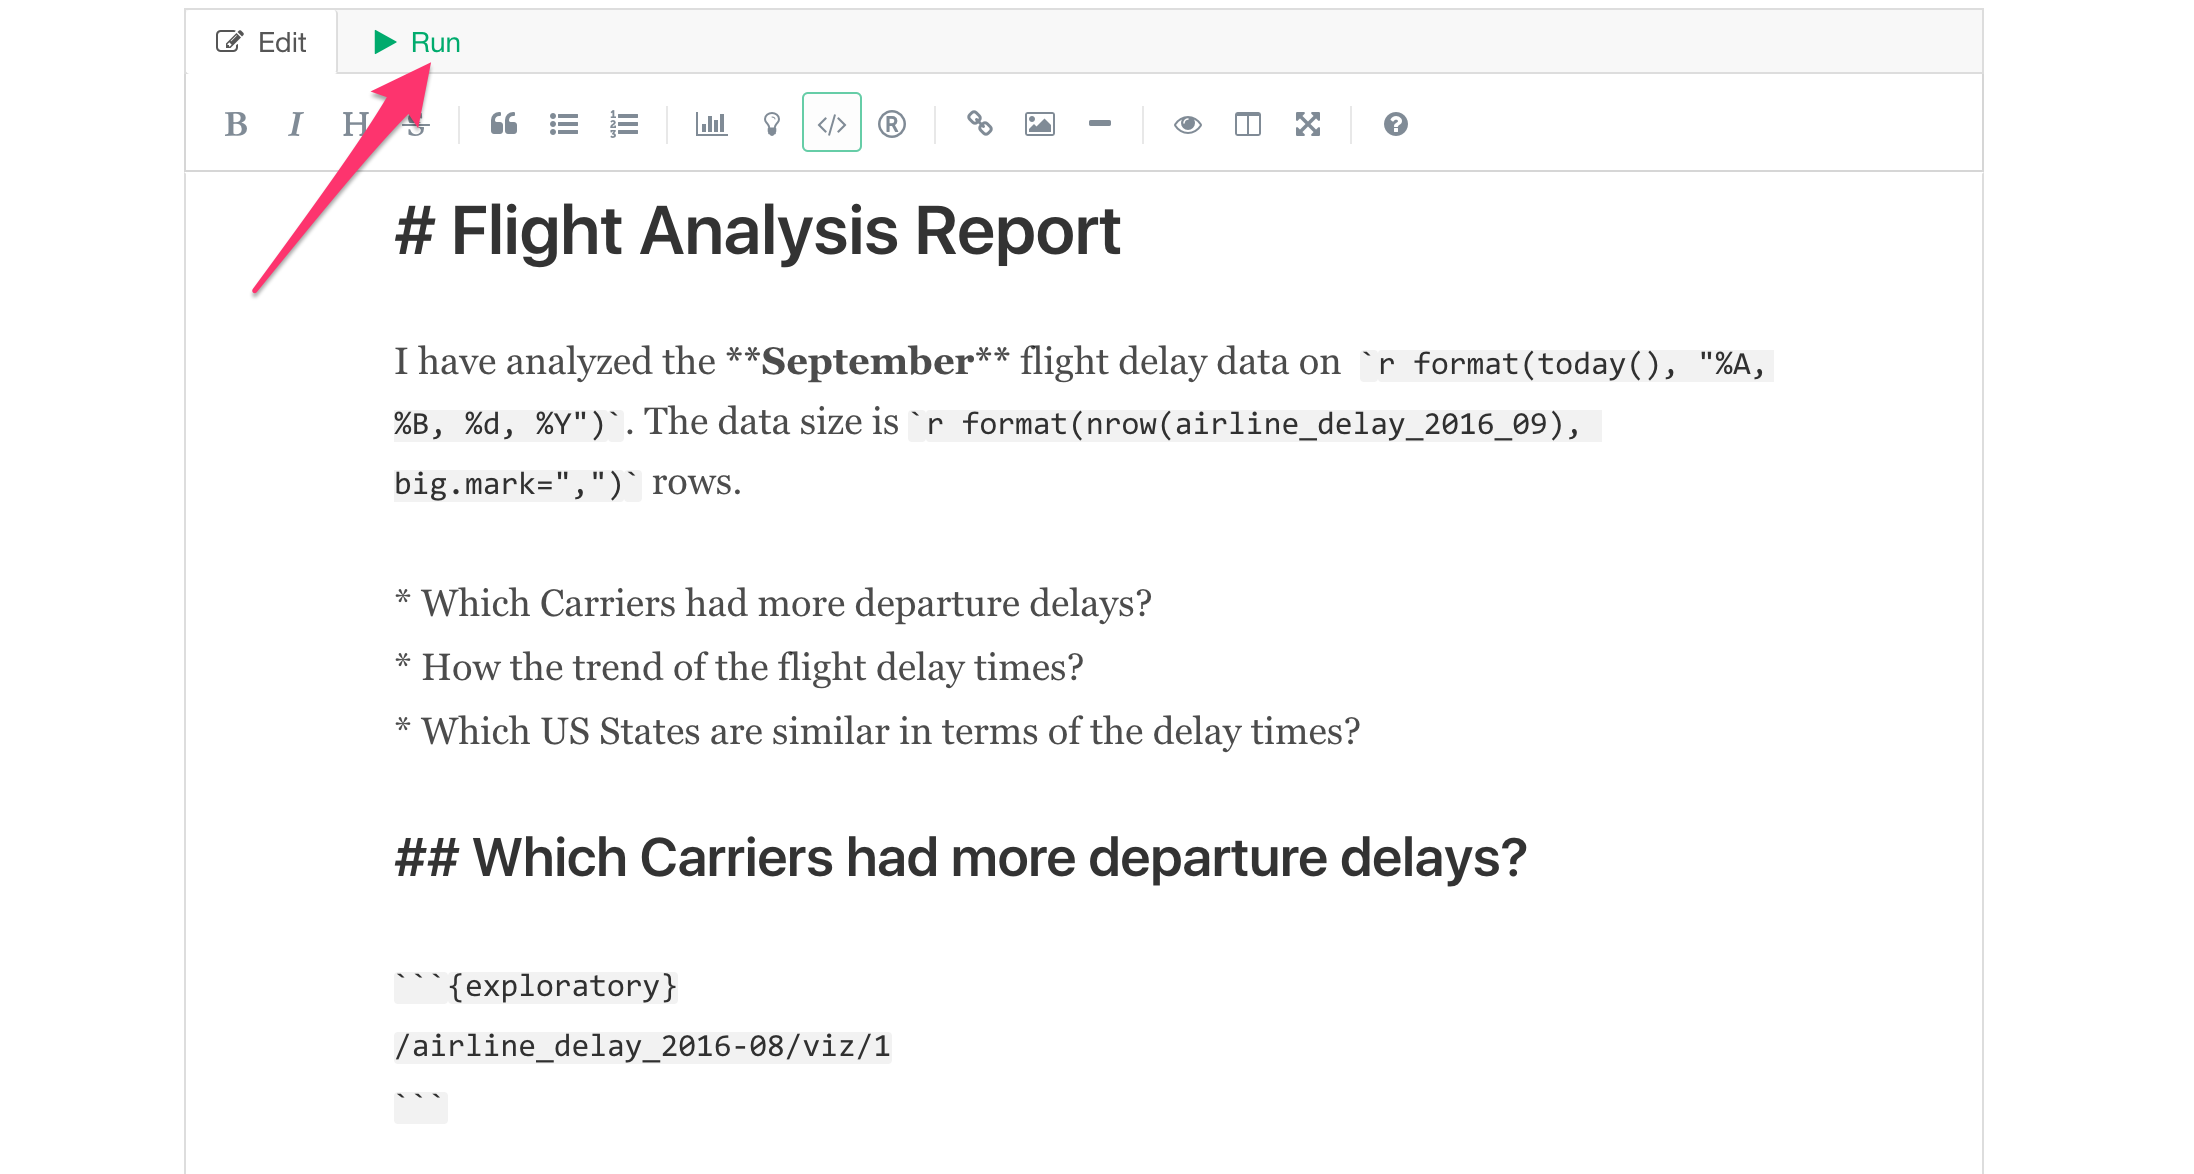 Edit Run
B I H S
# Flight Analysis Report
I have analyzed the **September** flight delay data on `r format(today(), "%A,
%B, %d, %Y")`. The data size is `r format(nrow(airline_delay_2016_09),
big.mark=",")` rows.
* Which Carriers had more departure delays?
* How the trend of the flight delay times?
* Which US States are similar in terms of the delay times?
## Which Carriers had more departure delays?
```{exploratory}
/airline_delay_2016-08/viz/1
```